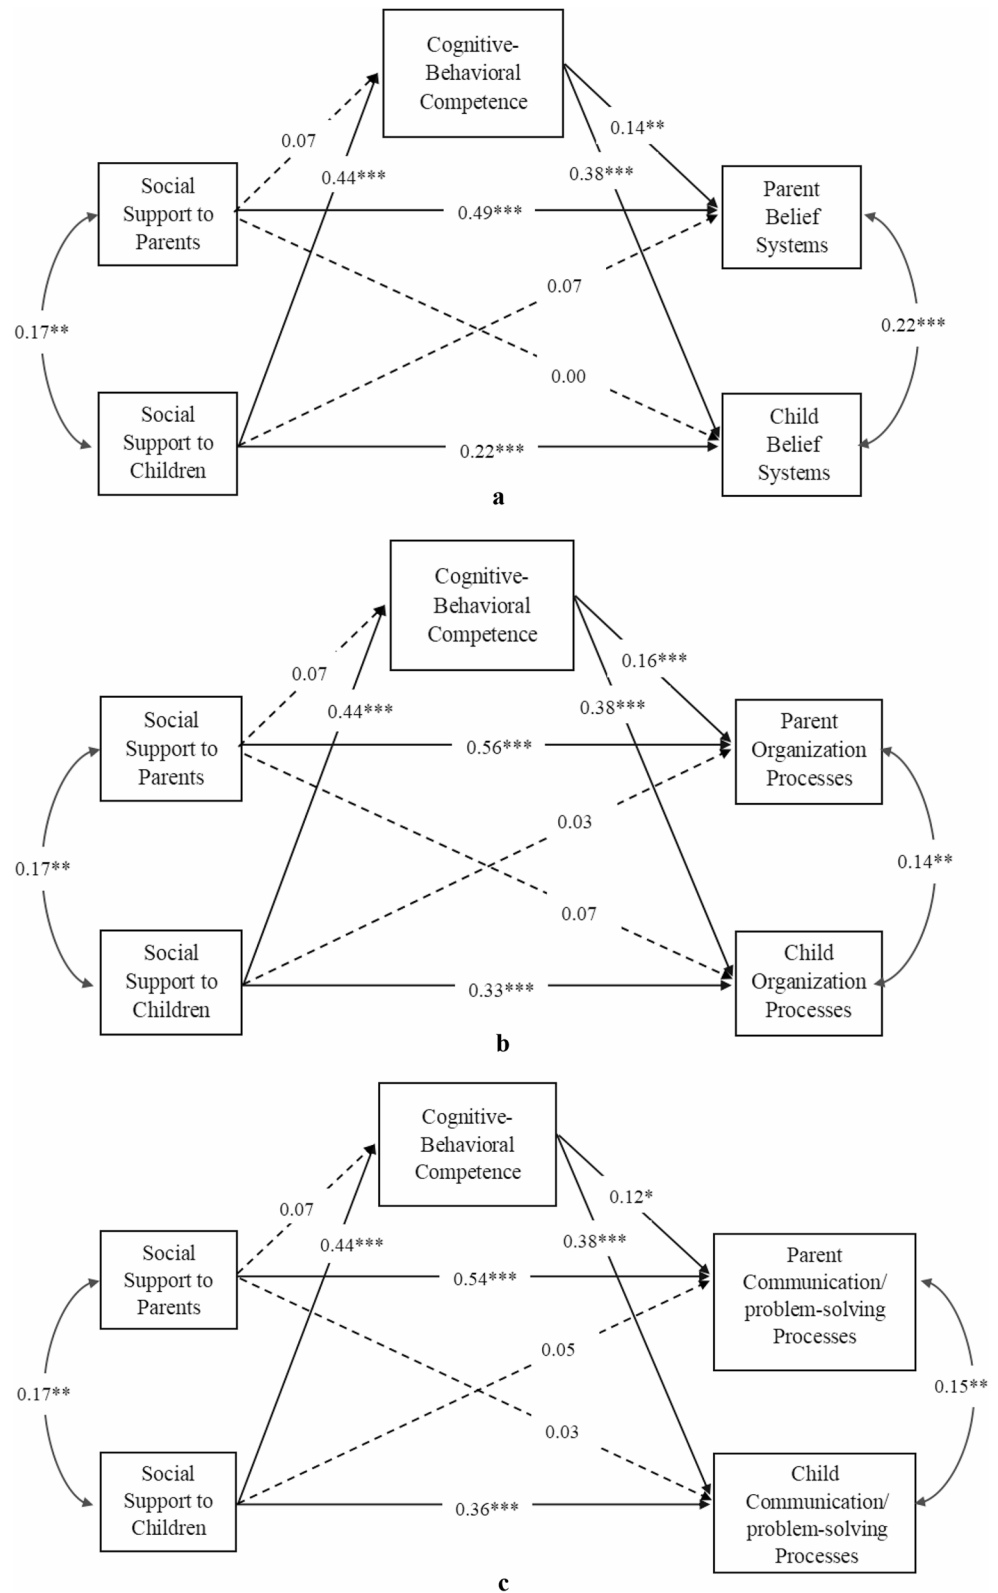 Cognitive-
Behavioral
Competence
0.14**
0.07
0.38***
0.44***
Social
Support to
Parents
Parent
Belief
Systems
0.49***
0.07
0.17**
0.22***
0.00
Social
Support to
Children
Child
Belief
Systems
0.22***
a
Cognitive-
Behavioral
Competence
0.16***
0.07
0.38***
0.44***
Social
Support to
Parents
Parent
Organization
Processes
0.56***
0.03
0.17**
0.14**
0.07
Social
Support to
Children
Child
Organization
Processes
0.33***
b
Cognitive-
Behavioral
Competence
0.12*
0.07
0.38***
0.44***
Social
Support to
Parents
Parent
Communication/
problem-solving
Processes
0.54***
0.05
0.17**
0.15**
0.03
Social
Support to
Children
Child
Communication/
problem-solving
Processes
0.36***
c